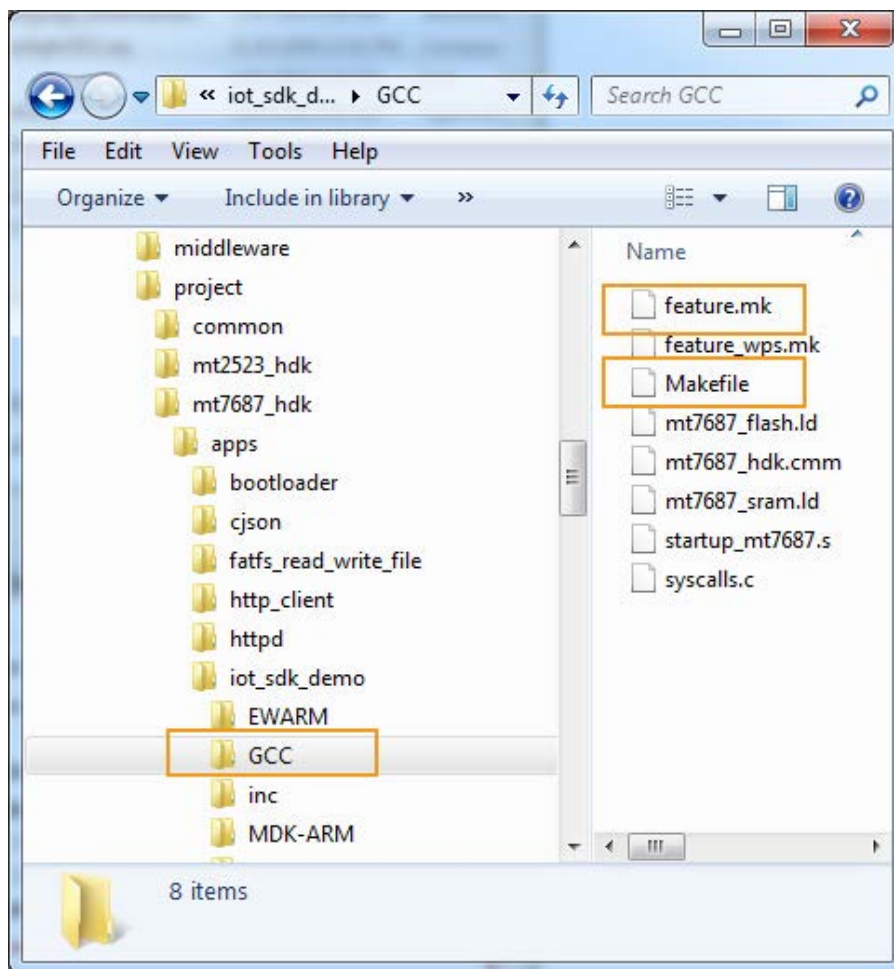 « iot_sdk_d... ▸ GCC
Search GCC
File Edit View Tools Help
Organize Include in library »
middleware
project
common
mt2523_hdk
mt7687_hdk
apps
bootloader
cjson
fatfs_read_write_file
http_client
httpd
iot_sdk_demo
EWARM
GCC
inc
MDK-ARM
Name
feature.mk
feature_wps.mk
Makefile
mt7687_flash.ld
mt7687_hdk.cmm
mt7687_sram.ld
startup_mt7687.s
syscalls.c
8 items